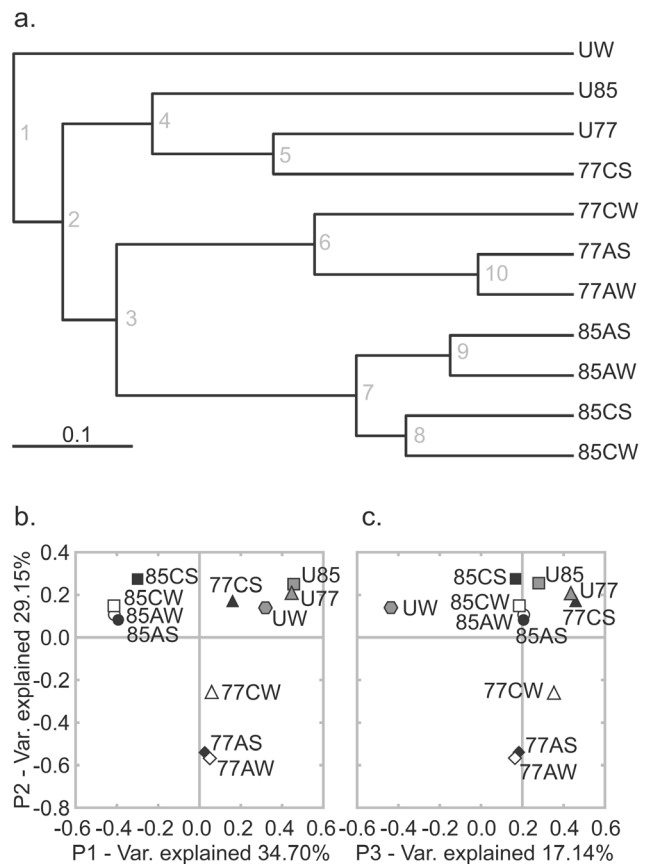 a.
UW
U85
4
U77
1
5
77CS
77CW
2
6
77AS
10
77AW
3
85AS
9
85AW
7
85CS
0.1
8
85CW
b.
c.
P2 - Var. explained 29.15%
0.4
0.2
0.0
-0.2
-0.4
-0.6
-0.8
85CS
85CW
85AW
85AS
77CS
U85
U77
UW
77CW
77AS
77AW
85CS
U85
85CW
U77
UW
85AW
77CS
85AS
77CW
77AS
77AW
-0.6 -0.4 -0.2 0.0 0.2 0.4 0.6
-0.6 -0.4 -0.2 0.0 0.2 0.4 0.6
P1 - Var. explained 34.70%
P3 - Var. explained 17.14%